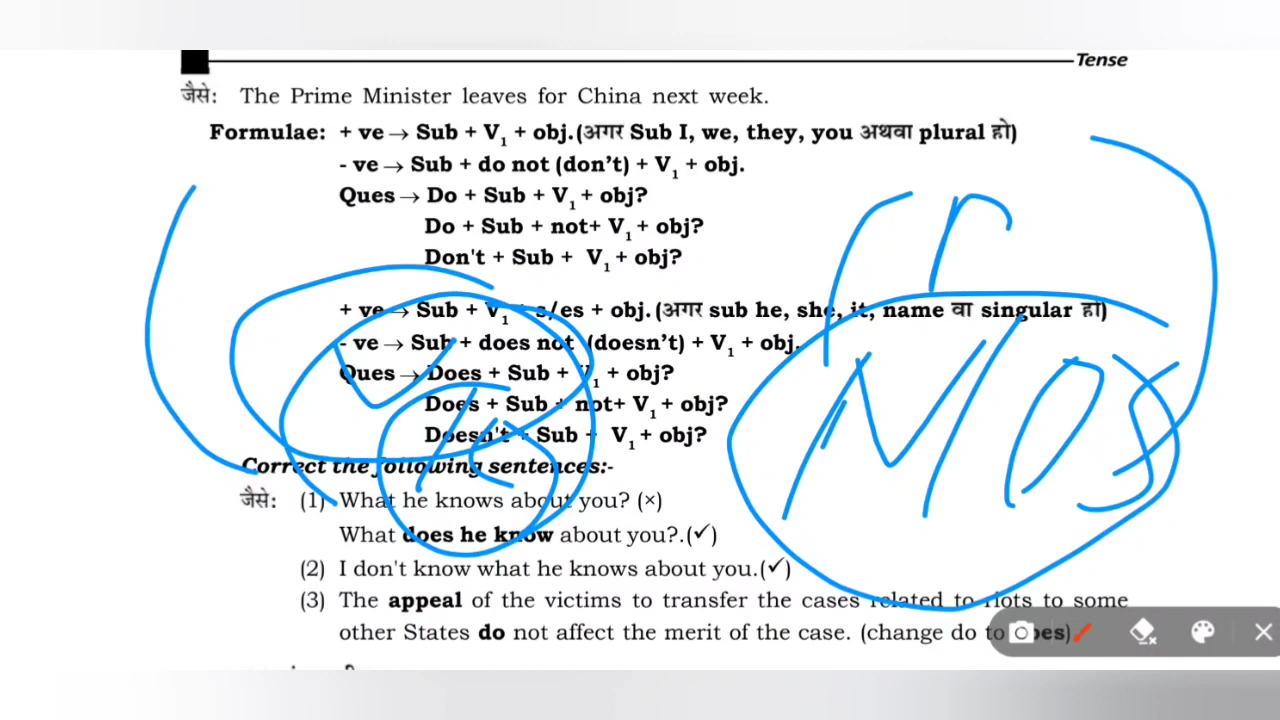 Tense
जैसे: The Prime Minister leaves for China next week.
Formulae: + ve → Sub + V1 + obj.(अगर Sub I, we, they, you अथवा plural हो)
- ve → Sub + do not (don't) + V1 + obj.
Ques → Do + Sub + V1 + obj?
Do + Sub + not+ V1 + obj?
Don't + Sub + V1 + obj?
+ ve → Sub + V1 + s/es + obj.(अगर sub he, she, it, name वा singular हो)
- ve → Sub + does not (doesn't) + V1 + obj.
Ques → Does + Sub + V1 + obj?
Does + Sub + not+ V1 + obj?
Doesn't + Sub + V1 + obj?
Correct the following sentences:-
जैसे: (1) What he knows about you? (×)
What does he know about you?.(✓)
(2) I don't know what he knows about you.(✓)
(3) The appeal of the victims to transfer the cases related to riots to some
other States do not affect the merit of the case. (change do to does)